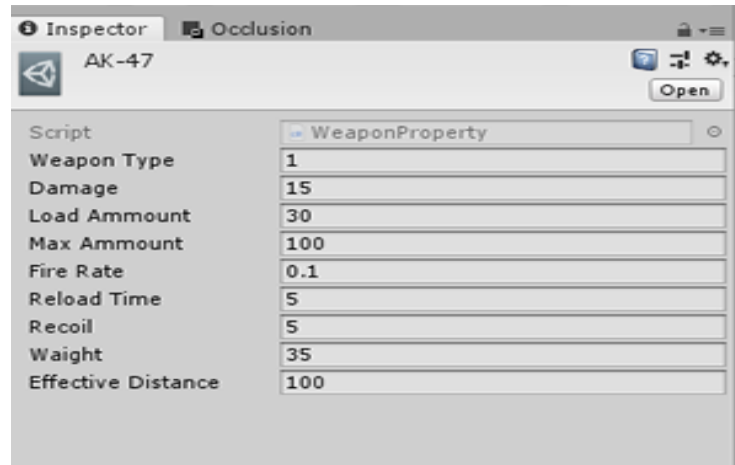 Inspector Occlusion
AK-47
Open
Script WeaponProperty
Weapon Type 1
Damage 15
Load Ammount 30
Max Ammount 100
Fire Rate 0.1
Reload Time 5
Recoil 5
Waight 35
Effective Distance 100